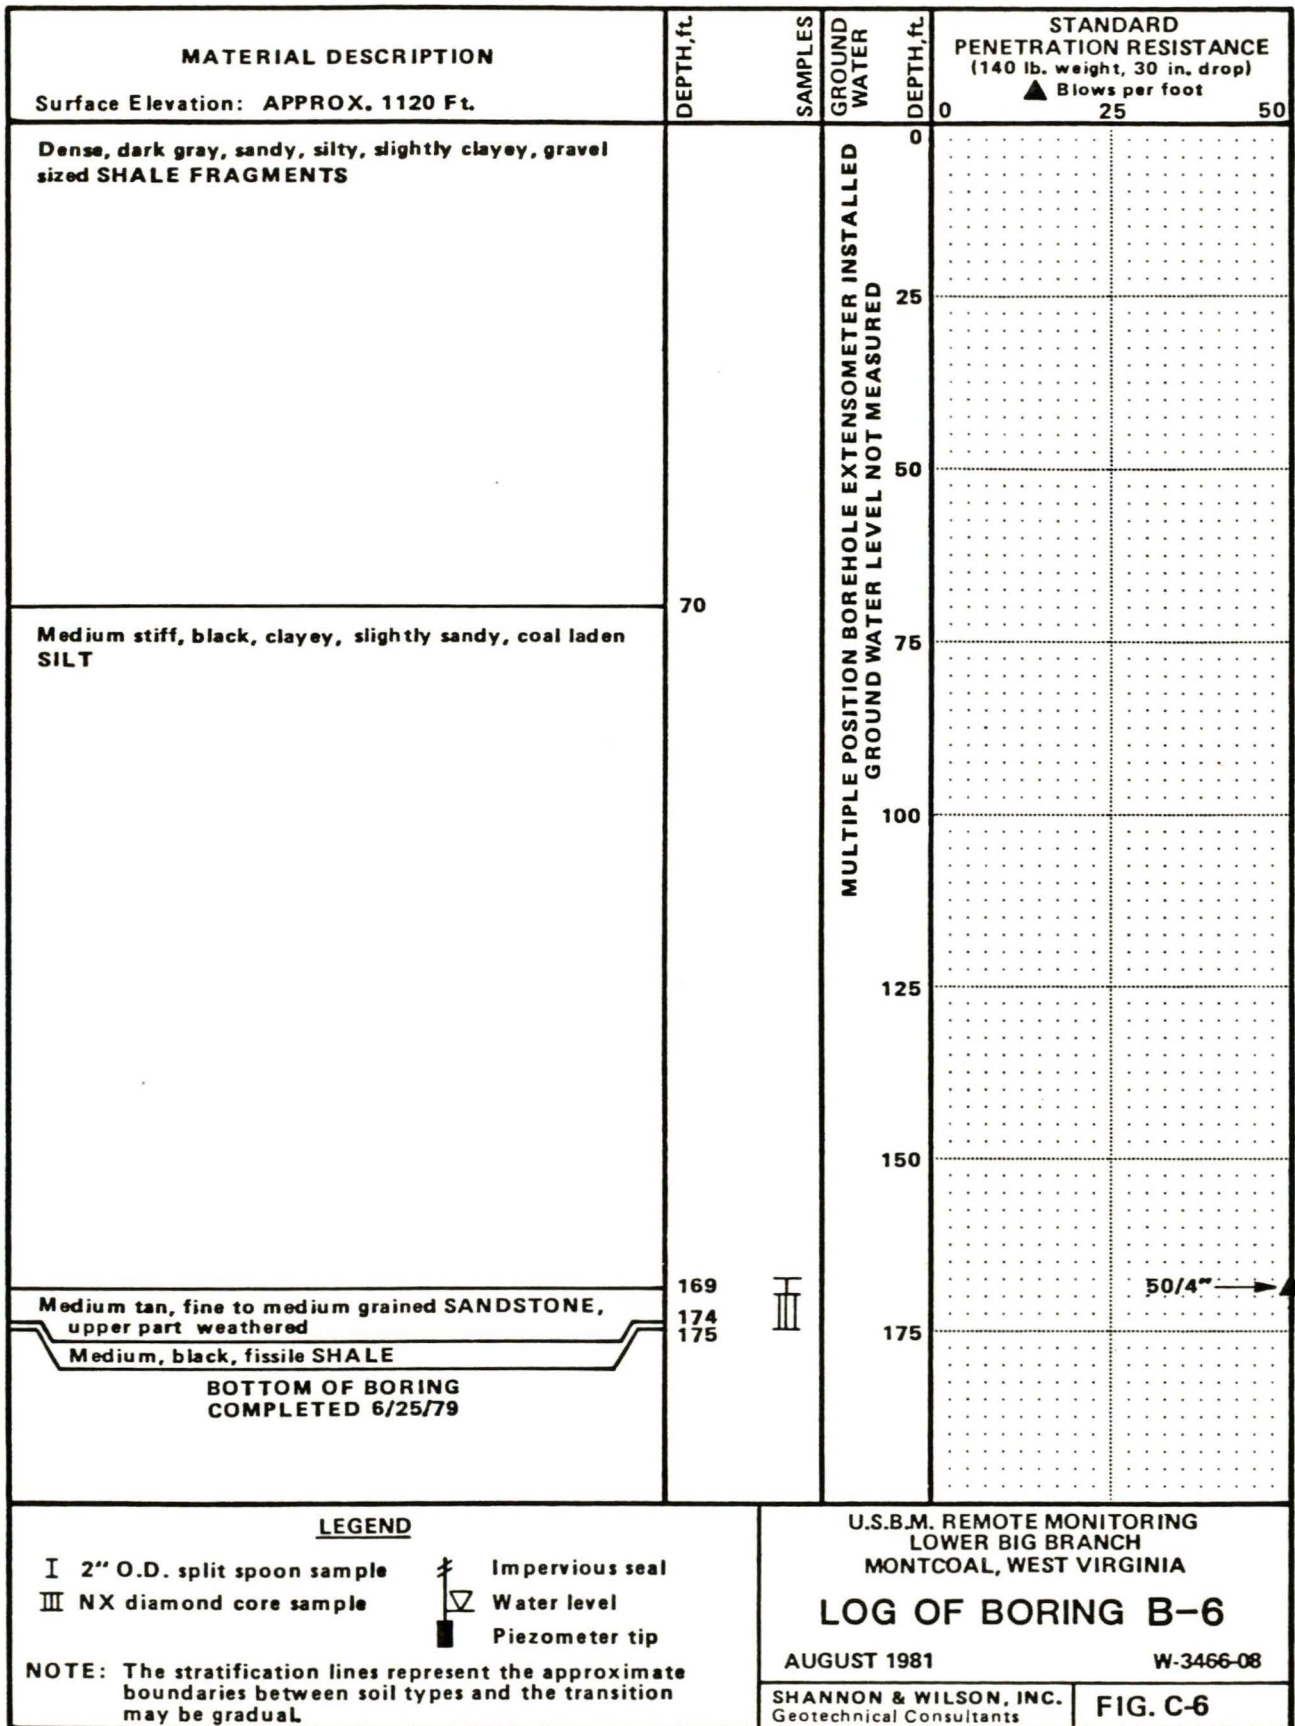 MATERIAL DESCRIPTION
Surface Elevation: APPROX. 1120 Ft.
DEPTH,ft.
SAMPLES
GROUND
WATER
DEPTH,ft.
STANDARD
PENETRATION RESISTANCE
(140 lb. weight, 30 in. drop)
▲ Blows per foot
0 25 50
Dense, dark gray, sandy, silty, slightly clayey, gravel
sized SHALE FRAGMENTS
70
Medium stiff, black, clayey, slightly sandy, coal laden
SILT
169
Medium tan, fine to medium grained SANDSTONE,
upper part weathered
174
175
Medium, black, fissile SHALE
BOTTOM OF BORING
COMPLETED 6/25/79
MULTIPLE POSITION BOREHOLE EXTENSOMETER INSTALLED
GROUND WATER LEVEL NOT MEASURED
0
25
50
75
100
125
150
175
50/4"
LEGEND
I 2" O.D. split spoon sample
III NX diamond core sample
Impervious seal
Water level
Piezometer tip
NOTE: The stratification lines represent the approximate
boundaries between soil types and the transition
may be gradual.
U.S.B.M. REMOTE MONITORING
LOWER BIG BRANCH
MONTCOAL, WEST VIRGINIA
LOG OF BORING B-6
AUGUST 1981 W-3466-08
SHANNON & WILSON, INC.
Geotechnical Consultants
FIG. C-6